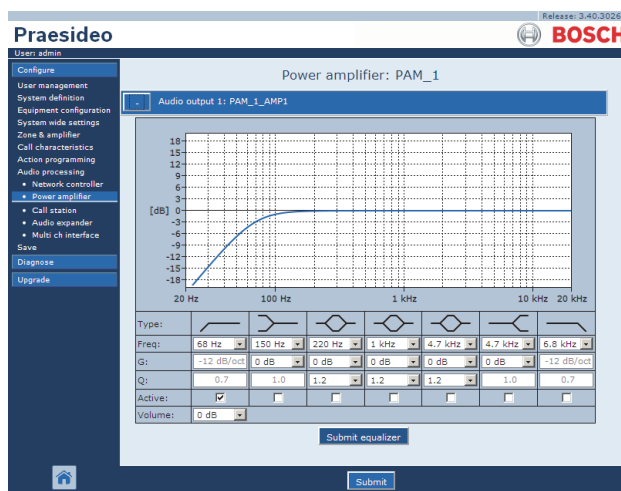 Release: 3.40.3026
Praesideo
BOSCH
User: admin
Configure
User management
System definition
Equipment configuration
System wide settings
Zone & amplifier
Call characteristics
Action programming
Audio processing
• Network controller
• Power amplifier
• Call station
• Audio expander
• Multi ch interface
Save
Diagnose
Upgrade
Power amplifier: PAM_1
- Audio output 1: PAM_1_AMP1
18
15
12
9
6
3
[dB] 0
-3
-6
-9
-12
-15
-18
20 Hz 100 Hz 1 kHz 10 kHz 20 kHz
Type:
Freq: 68 Hz 150 Hz 220 Hz 1 kHz 4.7 kHz 4.7 kHz 6.8 kHz
G: -12 dB/oct 0 dB 0 dB 0 dB 0 dB 0 dB -12 dB/oct
Q: 0.7 1.0 1.2 1.2 1.2 1.0 0.7
Active:
Volume: 0 dB
Submit equalizer
Submit